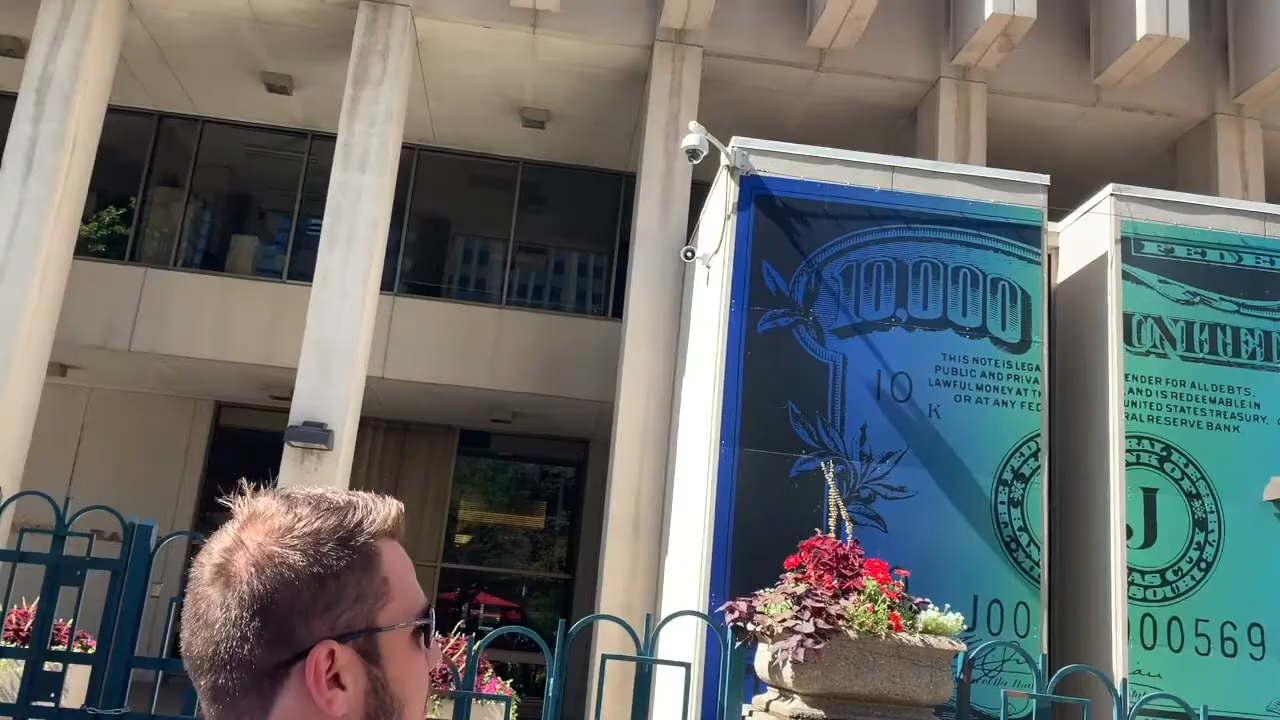 10,000
THIS NOTE IS LEGA
PUBLIC AND PRIVA
LAWFUL MONEY AT TH
OR AT ANY FED
10
K
J00
FEDE
UNITED
ENDER FOR ALL DEBTS,
AND IS REDEEMABLE IN
UNITED STATES TREASURY,
RAL RESERVE BANK
J
000569